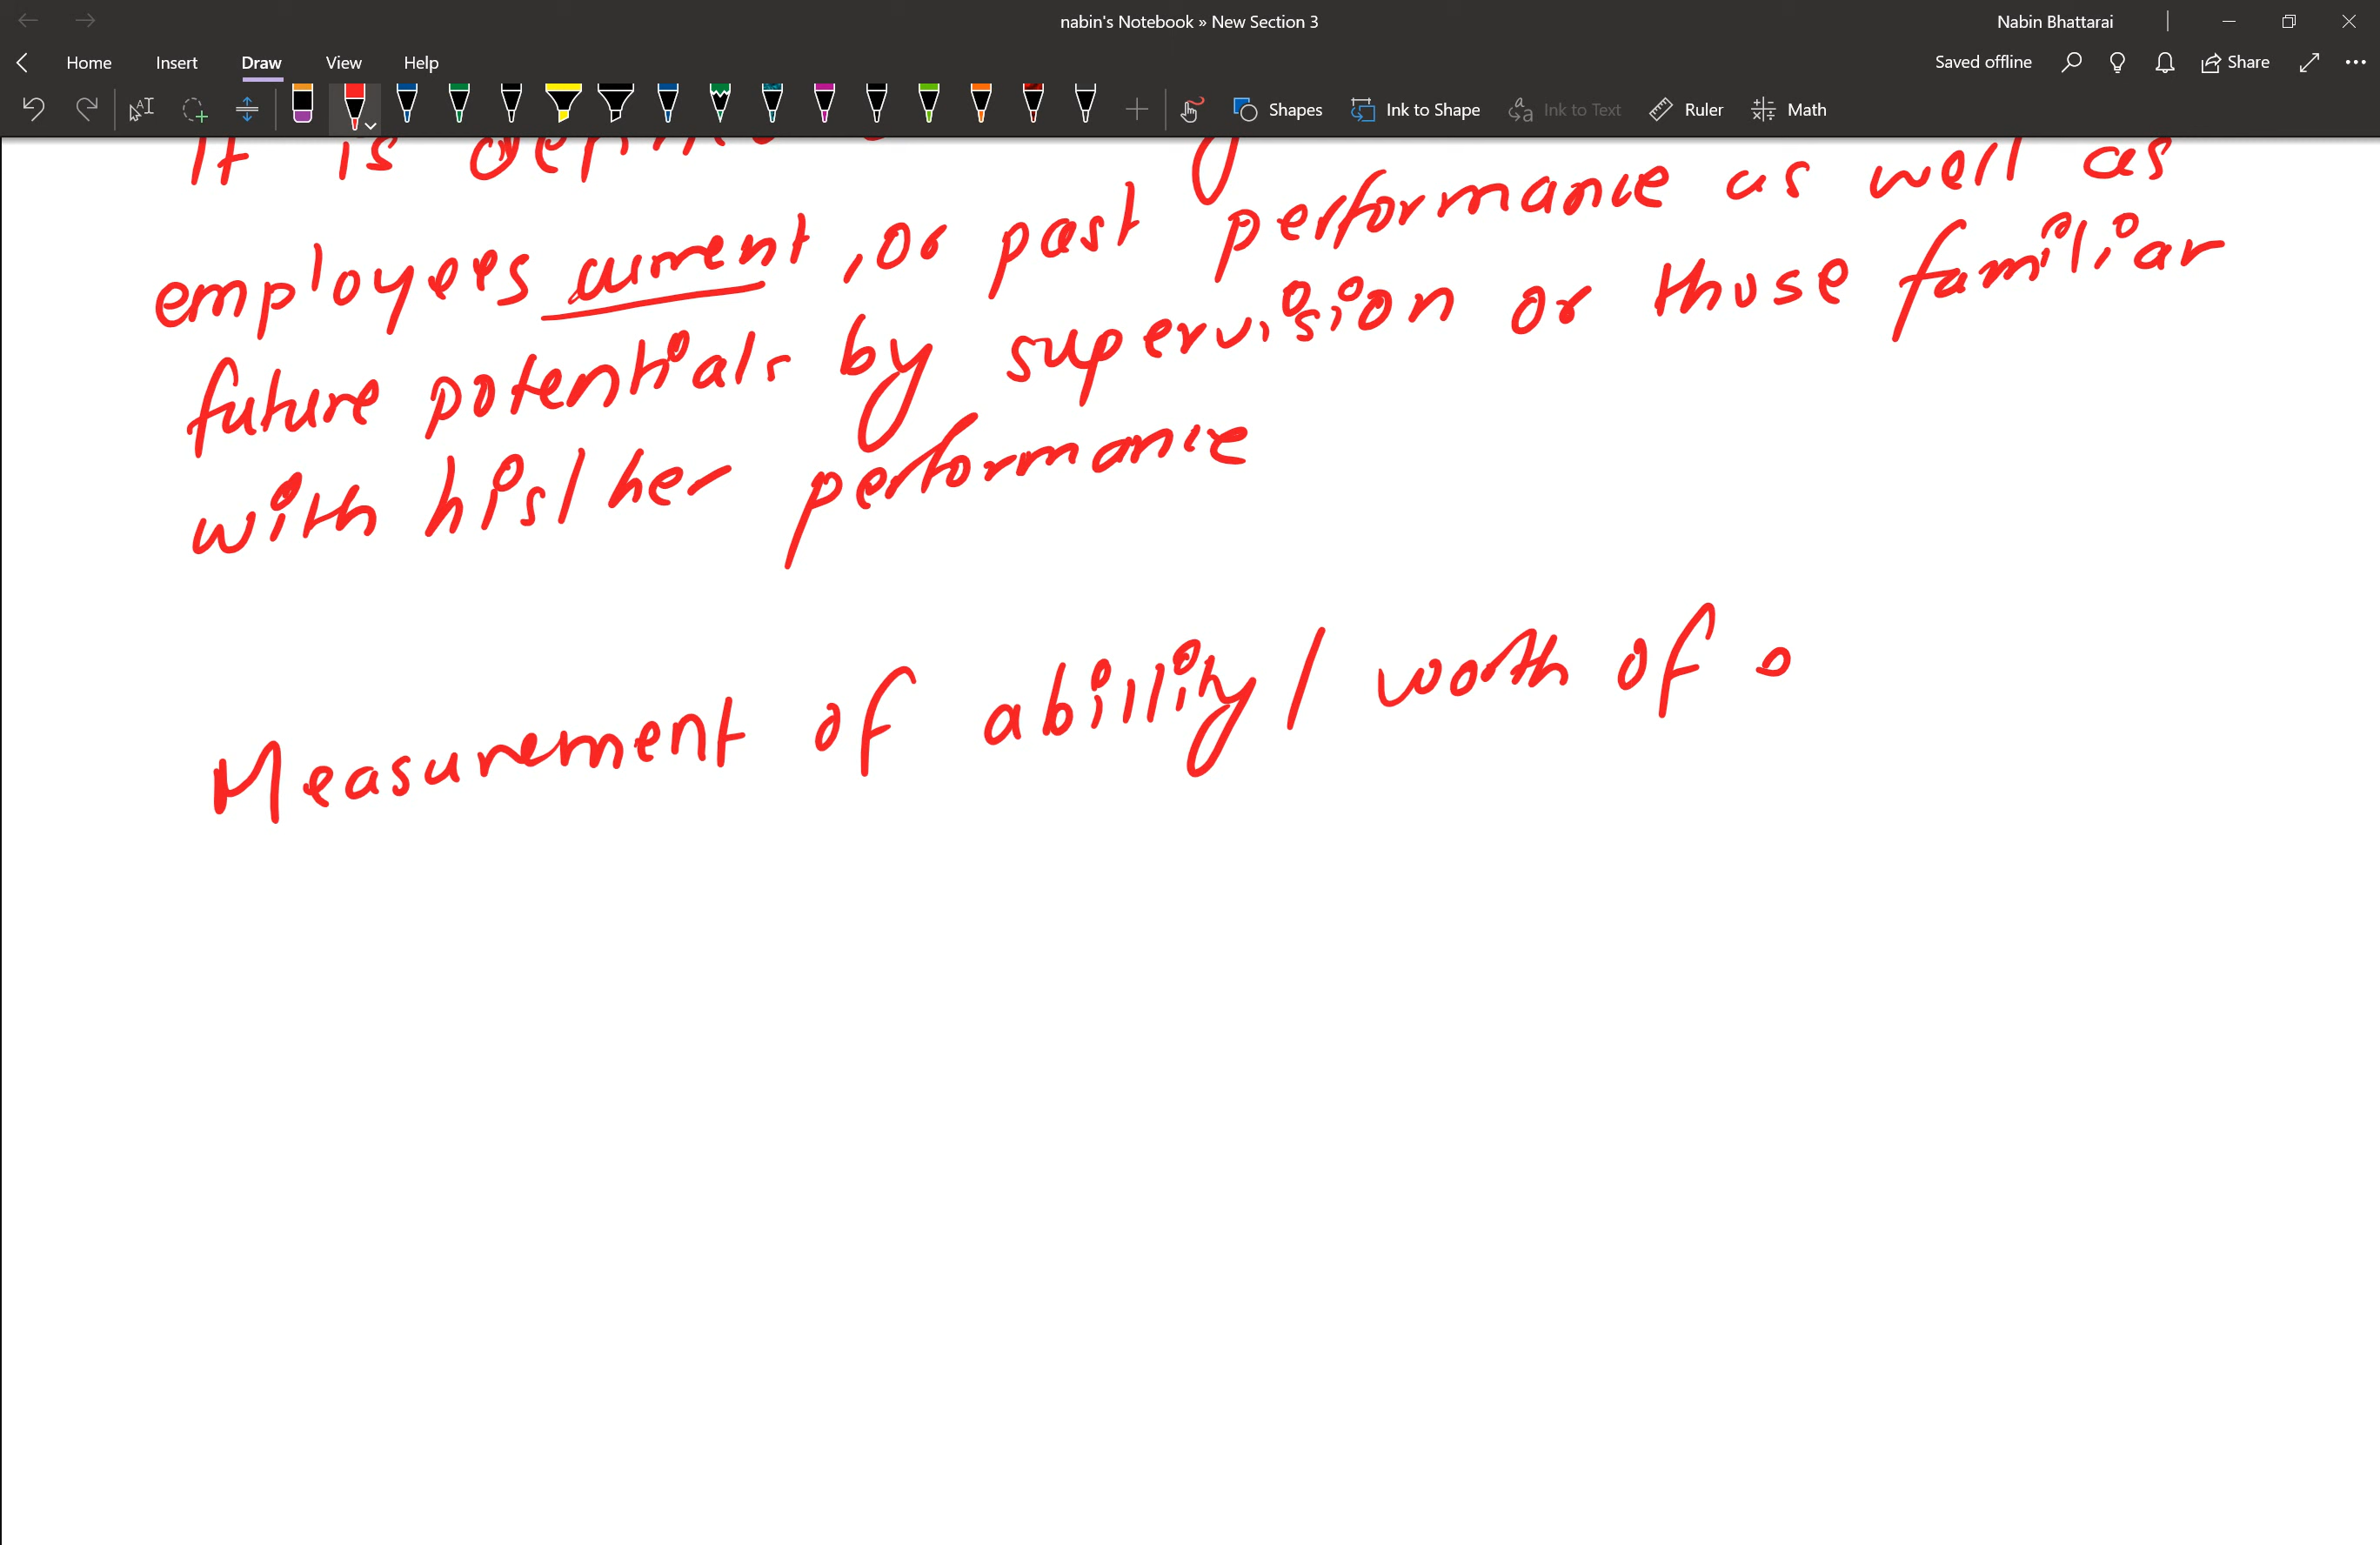 nabin's Notebook » New Section 3
Nabin Bhattarai
Home Insert Draw View Help
Saved offline Share
Shapes Ink to Shape Ink to Text Ruler Math
It is
employees current, or past performance as well as
future potentials by supervision or those familiar
with his/her performance
Measurement of ability/ worth of